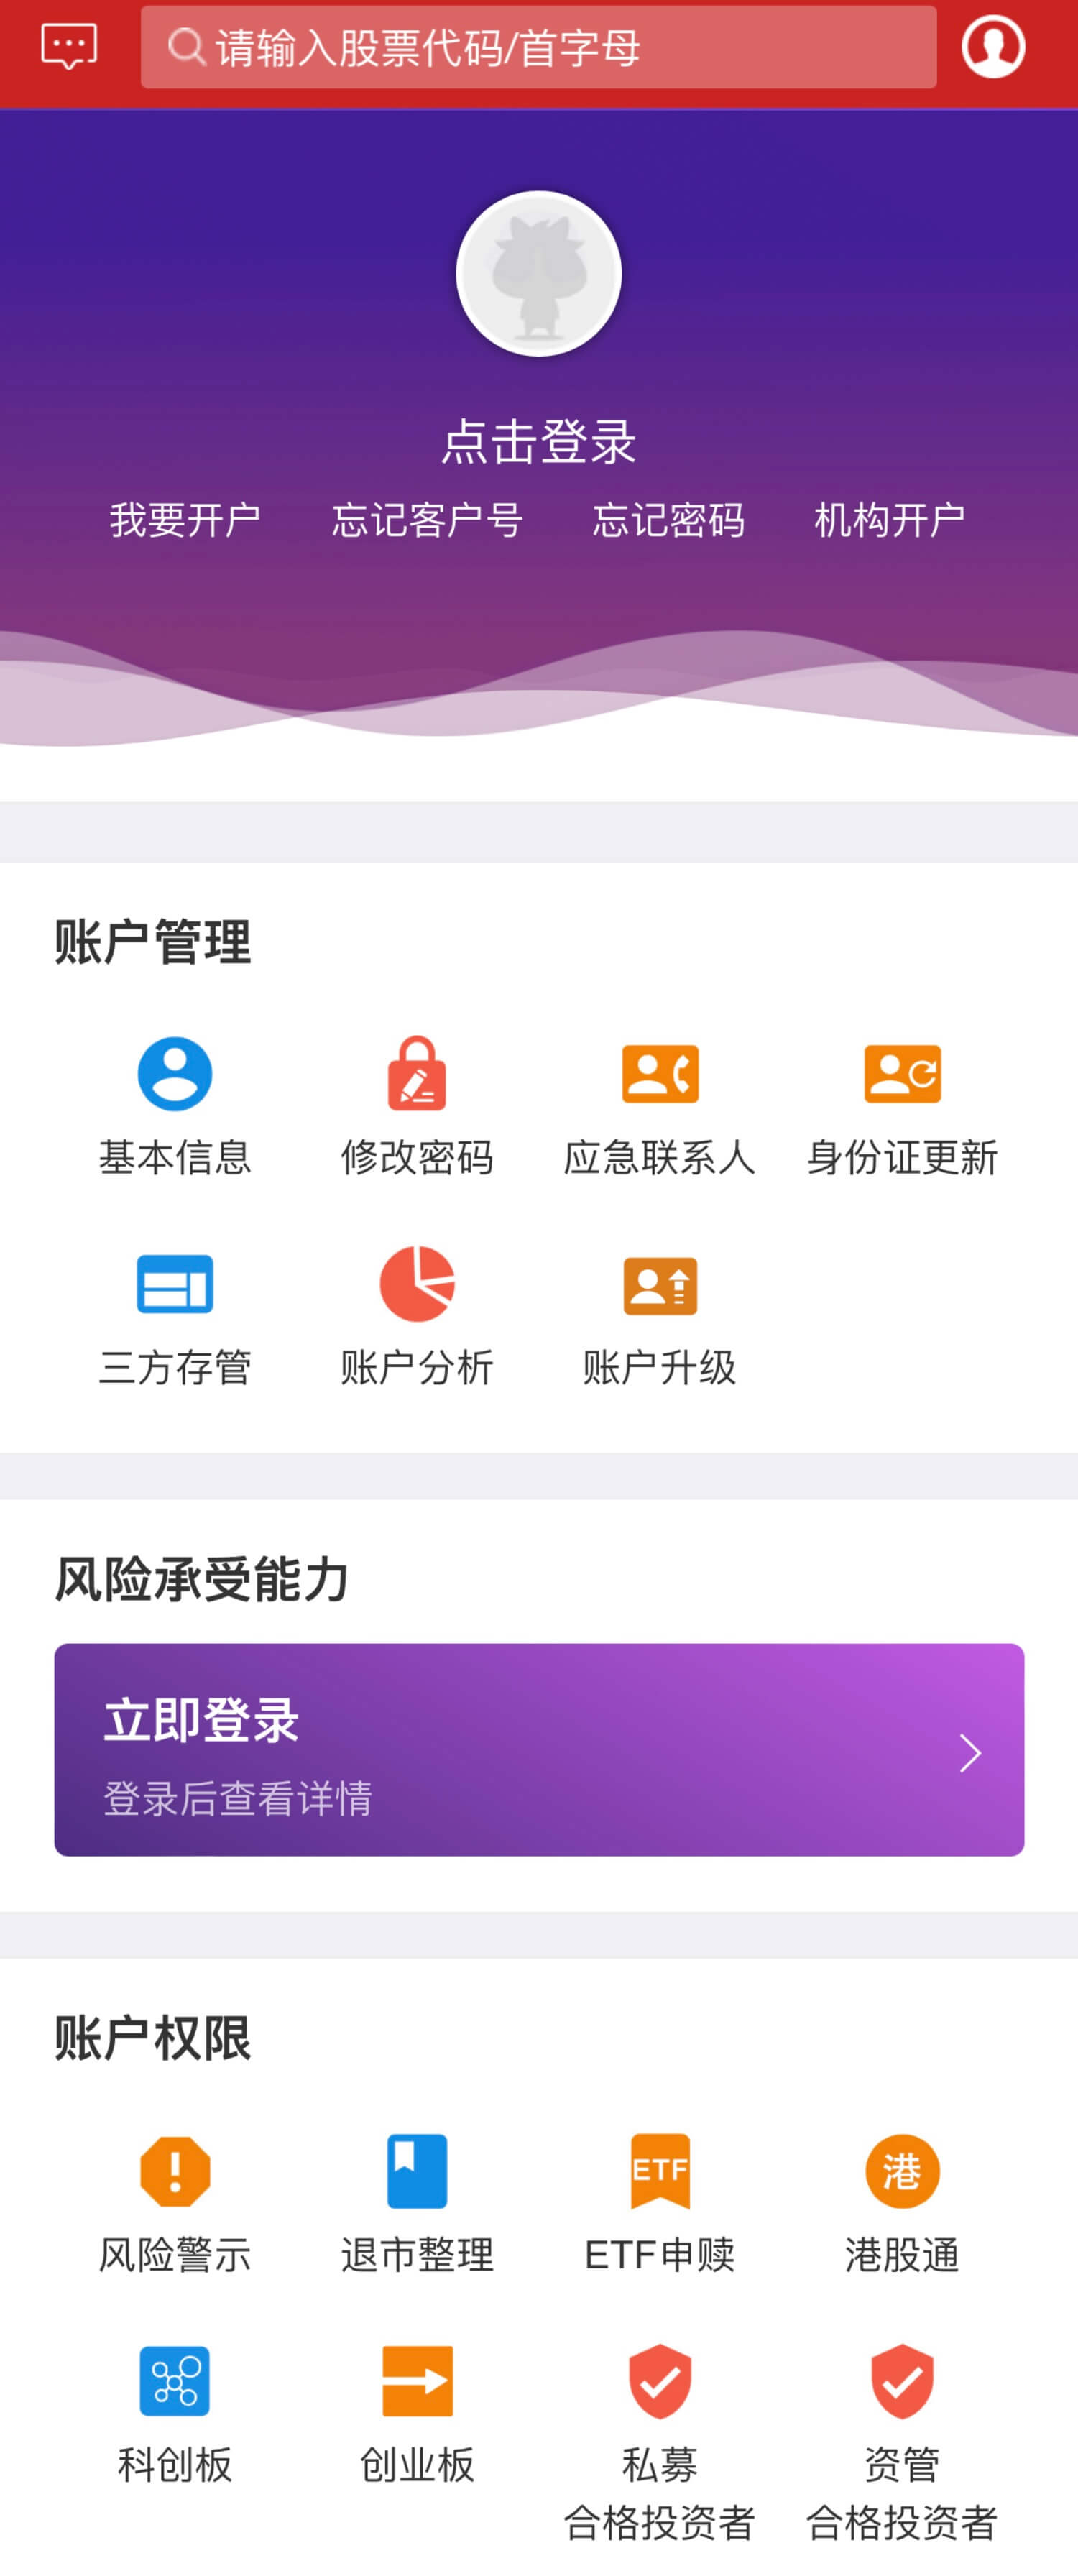 请输入股票代码/首字母
点击登录
我要开户 忘记客户号 忘记密码 机构开户
账户管理
基本信息 修改密码 应急联系人 身份证更新
三方存管 账户分析 账户升级
风险承受能力
立即登录
登录后查看详情
账户权限
ETF 港
风险警示 退市整理 ETF申赎 港股通
科创板 创业板 私募 资管
合格投资者 合格投资者